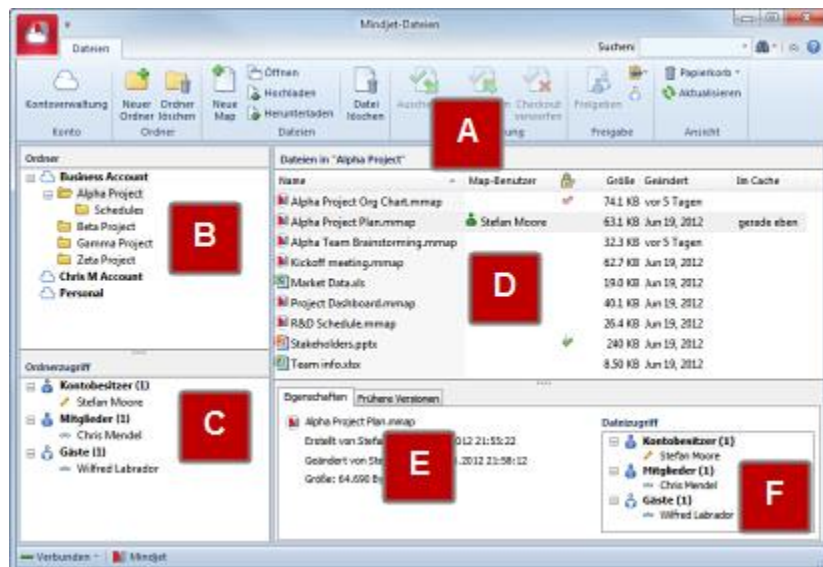 Mindjet-Dateien
Dateien
Suchen:
Kontoverwaltung
Neuer Ordner
Ordner löschen
Neue Map
Öffnen
Hochladen
Herunterladen
Datei löschen
Checkout verwerfen
Freigeben
Papierkorb
Aktualisieren
Konto
Ordner
Dateien
Freigabe
Ansicht
A
Ordner
Business Account
Alpha Project
Schedules
Beta Project
Gamma Project
Zeta Project
Chris M Account
Personal
B
Dateien in "Alpha Project"
Name Map-Benutzer Größe Geändert Im Cache
Alpha Project Org Chart.mmap 74.1 KB vor 5 Tagen
Alpha Project Plan.mmap Stefan Moore 63.1 KB Jun 19, 2012 gerade eben
Alpha Team Brainstorming.mmap 32.3 KB vor 5 Tagen
Kickoff meeting.mmap 62.7 KB Jun 19, 2012
Market Data.xls 19.0 KB Jun 19, 2012
Project Dashboard.mmap 40.1 KB Jun 19, 2012
R&D Schedule.mmap 26.4 KB Jun 19, 2012
Stakeholders.pptx 240 KB Jun 19, 2012
Team info.xlsx 8.50 KB Jun 19, 2012
D
Ordnerzugriff
Kontobesitzer (1)
Stefan Moore
Mitglieder (1)
Chris Mendel
Gäste (1)
Wilfred Labrador
C
Eigenschaften Frühere Versionen
Alpha Project Plan.mmap
Erstellt von 2012 21:55:22
Geändert von .2012 21:58:12
Größe: 64.690
E
Dateizugriff
Kontobesitzer (1)
Stefan Moore
Mitglieder (1)
Chris Mendel
Gäste (1)
Wilfred Labrador
F
Verbunden Mindjet